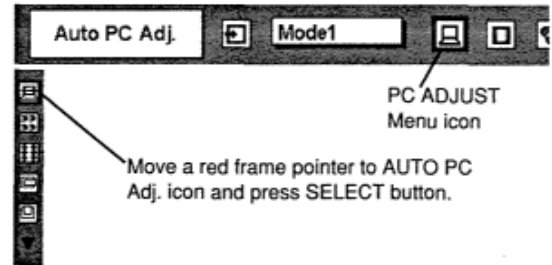 Auto PC Adj.
Mode1
PC ADJUST
Menu icon
Move a red frame pointer to AUTO PC
Adj. icon and press SELECT button.